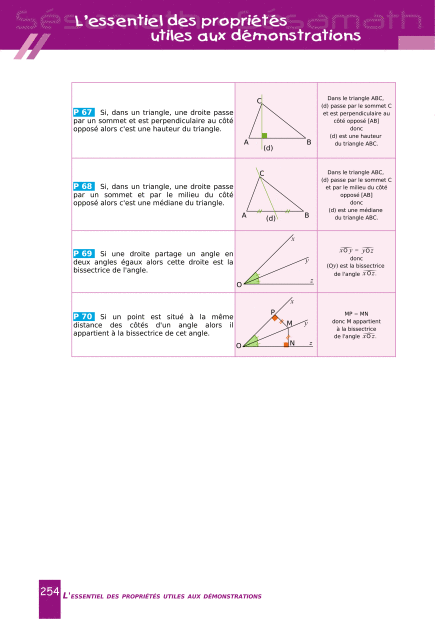 Sésamath Sésamath
L'essentiel des propriétés
utiles aux démonstrations
P 67 Si, dans un triangle, une droite passe
par un sommet et est perpendiculaire au côté
opposé alors c'est une hauteur du triangle.
C
A
B
(d)
Dans le triangle ABC,
(d) passe par le sommet C
et est perpendiculaire au
côté opposé [AB]
donc
(d) est une hauteur
du triangle ABC.
P 68 Si, dans un triangle, une droite passe
par un sommet et par le milieu du côté
opposé alors c'est une médiane du triangle.
C
A
B
(d)
Dans le triangle ABC,
(d) passe par le sommet C
et par le milieu du côté
opposé [AB]
donc
(d) est une médiane
du triangle ABC.
P 69 Si une droite partage un angle en
deux angles égaux alors cette droite est la
bissectrice de l'angle.
x
y
O
z
xOy = yOz
donc
(Oy) est la bissectrice
de l'angle xOz.
P 70 Si un point est situé à la même
distance des côtés d'un angle alors il
appartient à la bissectrice de cet angle.
x
P
M y
O
N z
MP = MN
donc M appartient
à la bissectrice
de l'angle xOz.
254 L'ESSENTIEL DES PROPRIÉTÉS UTILES AUX DÉMONSTRATIONS